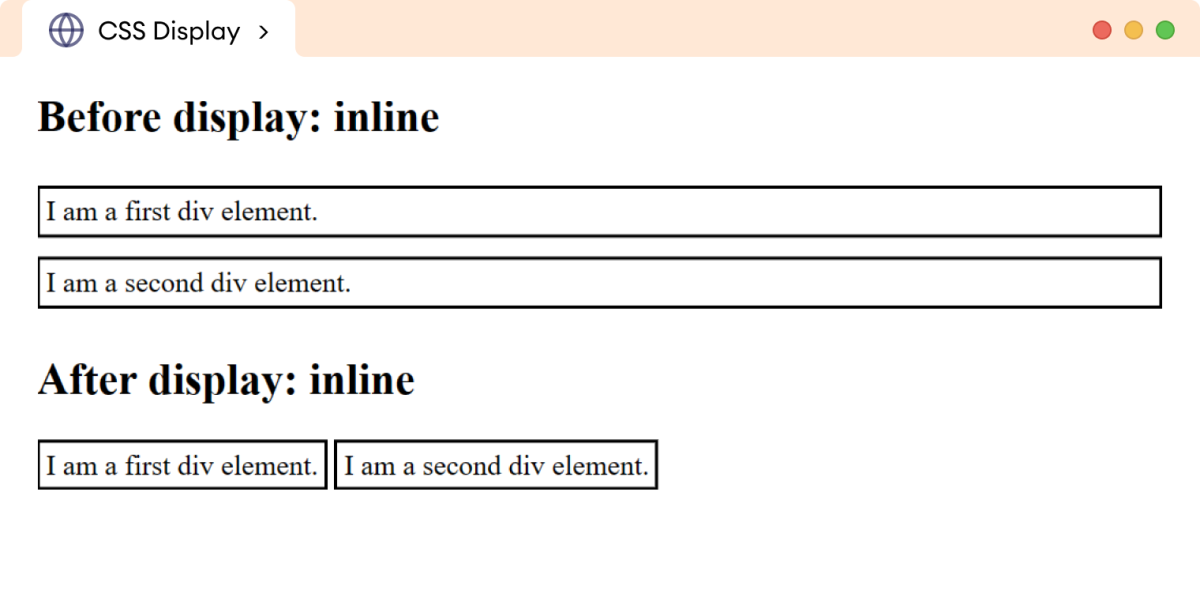 CSS Display
Before display: inline
I am a first div element.
I am a second div element.
After display: inline
I am a first div element. I am a second div element.